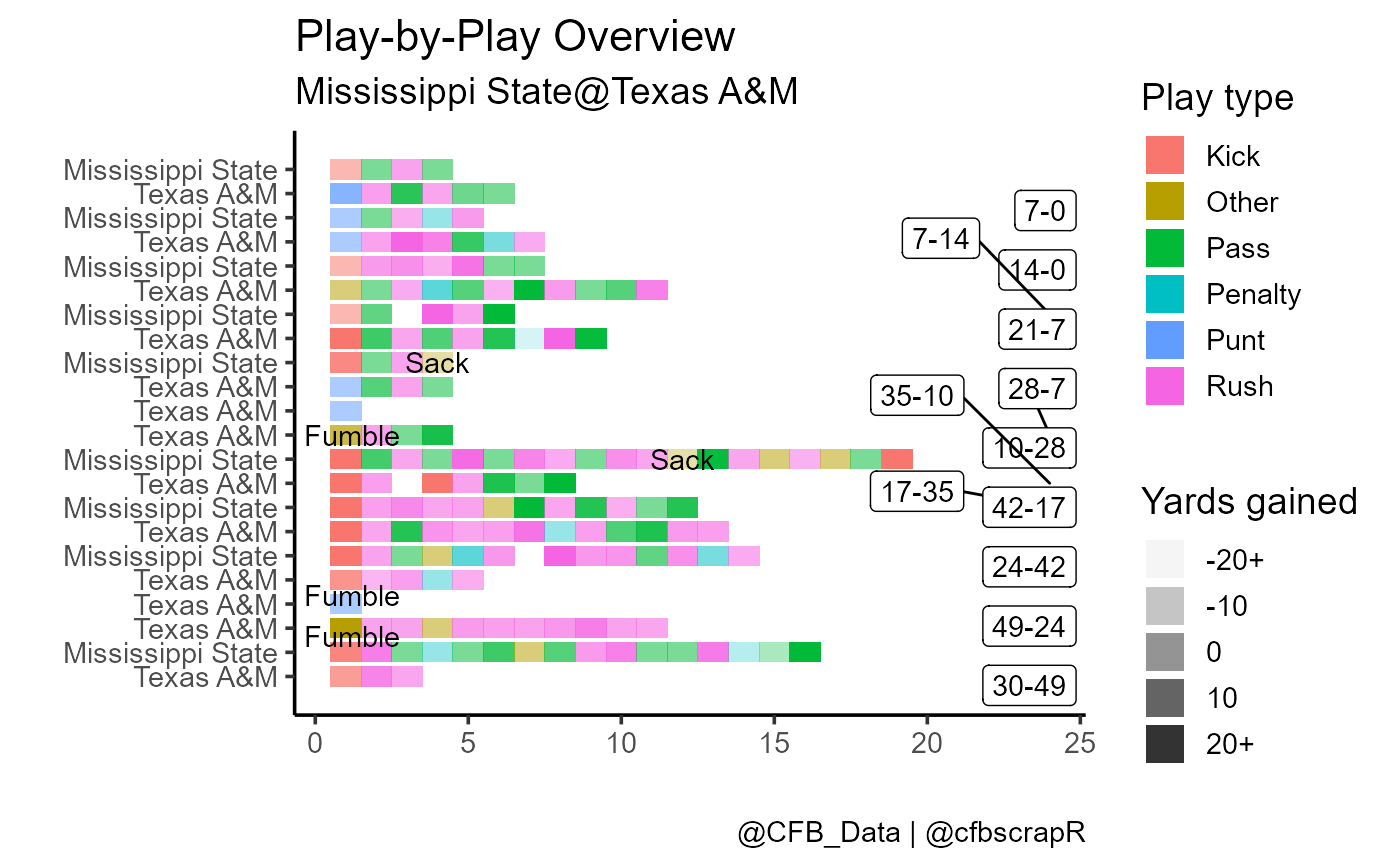 Play-by-Play Overview
Mississippi State@Texas A&M
Mississippi State
Texas A&M
Mississippi State
Texas A&M
Mississippi State
Texas A&M
Mississippi State
Texas A&M
Mississippi State
Texas A&M
Texas A&M
Texas A&M
Mississippi State
Texas A&M
Mississippi State
Texas A&M
Mississippi State
Texas A&M
Texas A&M
Texas A&M
Mississippi State
Texas A&M
Sack
Fumble
Sack
Fumble
Fumble
7-0
7-14
14-0
21-7
28-7
35-10
10-28
17-35
42-17
24-42
49-24
30-49
0
5
10
15
20
25
Play type
Kick
Other
Pass
Penalty
Punt
Rush
Yards gained
-20+
-10
0
10
20+
@CFB_Data | @cfbscrapR